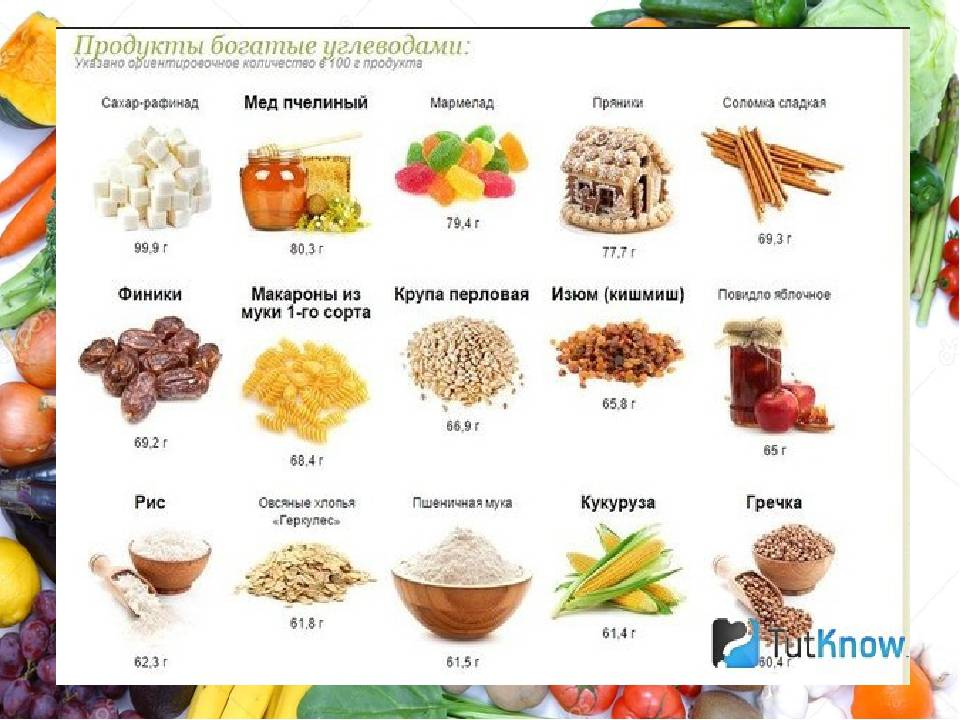 Продукты богатые углеводами:
Указано ориентировочное количество в 100 г продукта
Сахар-рафинад
Мед пчелиный
Мармелад
Пряники
Соломка сладкая
99,9 г
80,3 г
79,4 г
77,7 г
69,3 г
Финики
Макароны из
муки 1-го сорта
Крупа перловая
Изюм (кишмиш)
Повидло яблочное
69,2 г
68,4 г
66,9 г
65,8 г
65 г
Рис
Овсяные хлопья
«Геркулес»
Пшеничная мука
Кукуруза
Гречка
62,3 г
61,8 г
61,5 г
61,4 г
60,4 г
TutKnow.